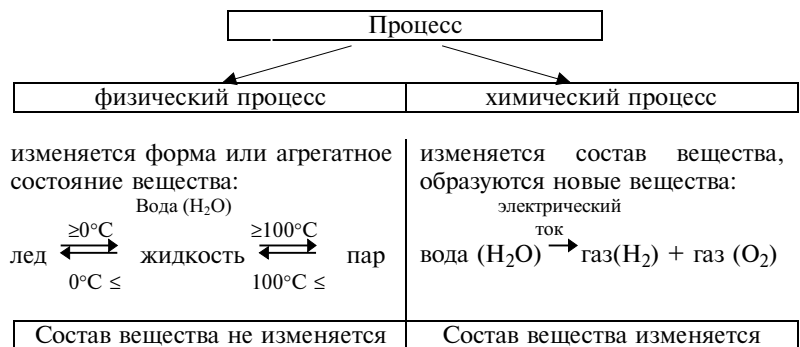 Процесс
физический процесс
химический процесс
изменяется форма или агрегатное
состояние вещества:
Вода (H₂O)
≥0°C ≥100°C
лед ⇌ жидкость ⇌ пар
0°C ≤ 100°C ≤
изменяется состав вещества,
образуются новые вещества:
электрический
ток
вода (H₂O) → газ(H₂) + газ (O₂)
Состав вещества не изменяется
Состав вещества изменяется